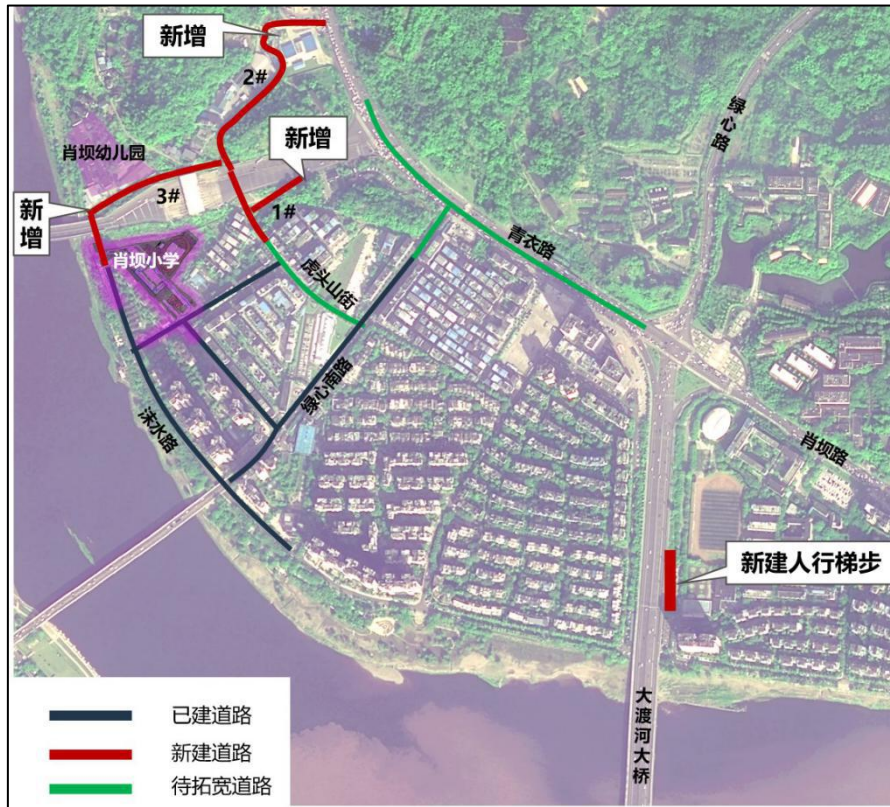 新增
2#
绿心路
新增
肖坝幼儿园
3#
新增
1#
青衣路
肖坝小学
虎头山街
绿心南路
沫水路
肖坝路
新建人行梯步
大渡河大桥
已建道路
新建道路
待拓宽道路